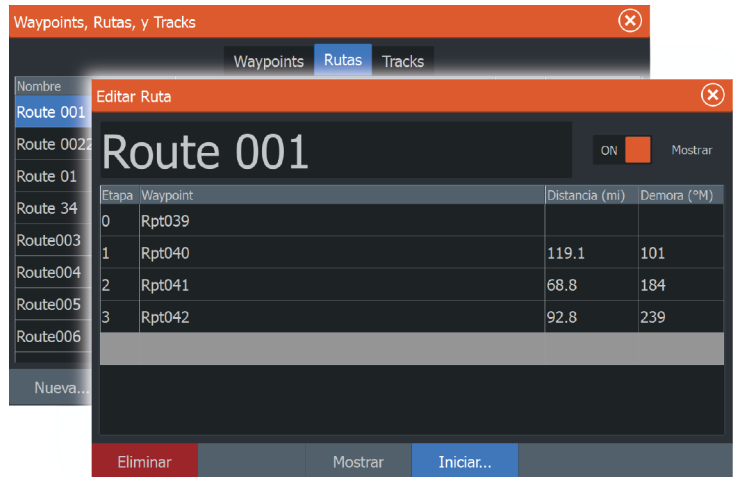 Waypoints, Rutas, y Tracks
Waypoints Rutas Tracks
Nombre
Route 001
Route 0022
Route 01
Route 34
Route003
Route004
Route005
Route006
Nueva...
Editar Ruta
Route 001
ON Mostrar
Etapa Waypoint Distancia (mi) Demora (°M)
0 Rpt039
1 Rpt040 119.1 101
2 Rpt041 68.8 184
3 Rpt042 92.8 239
Eliminar Mostrar Iniciar...